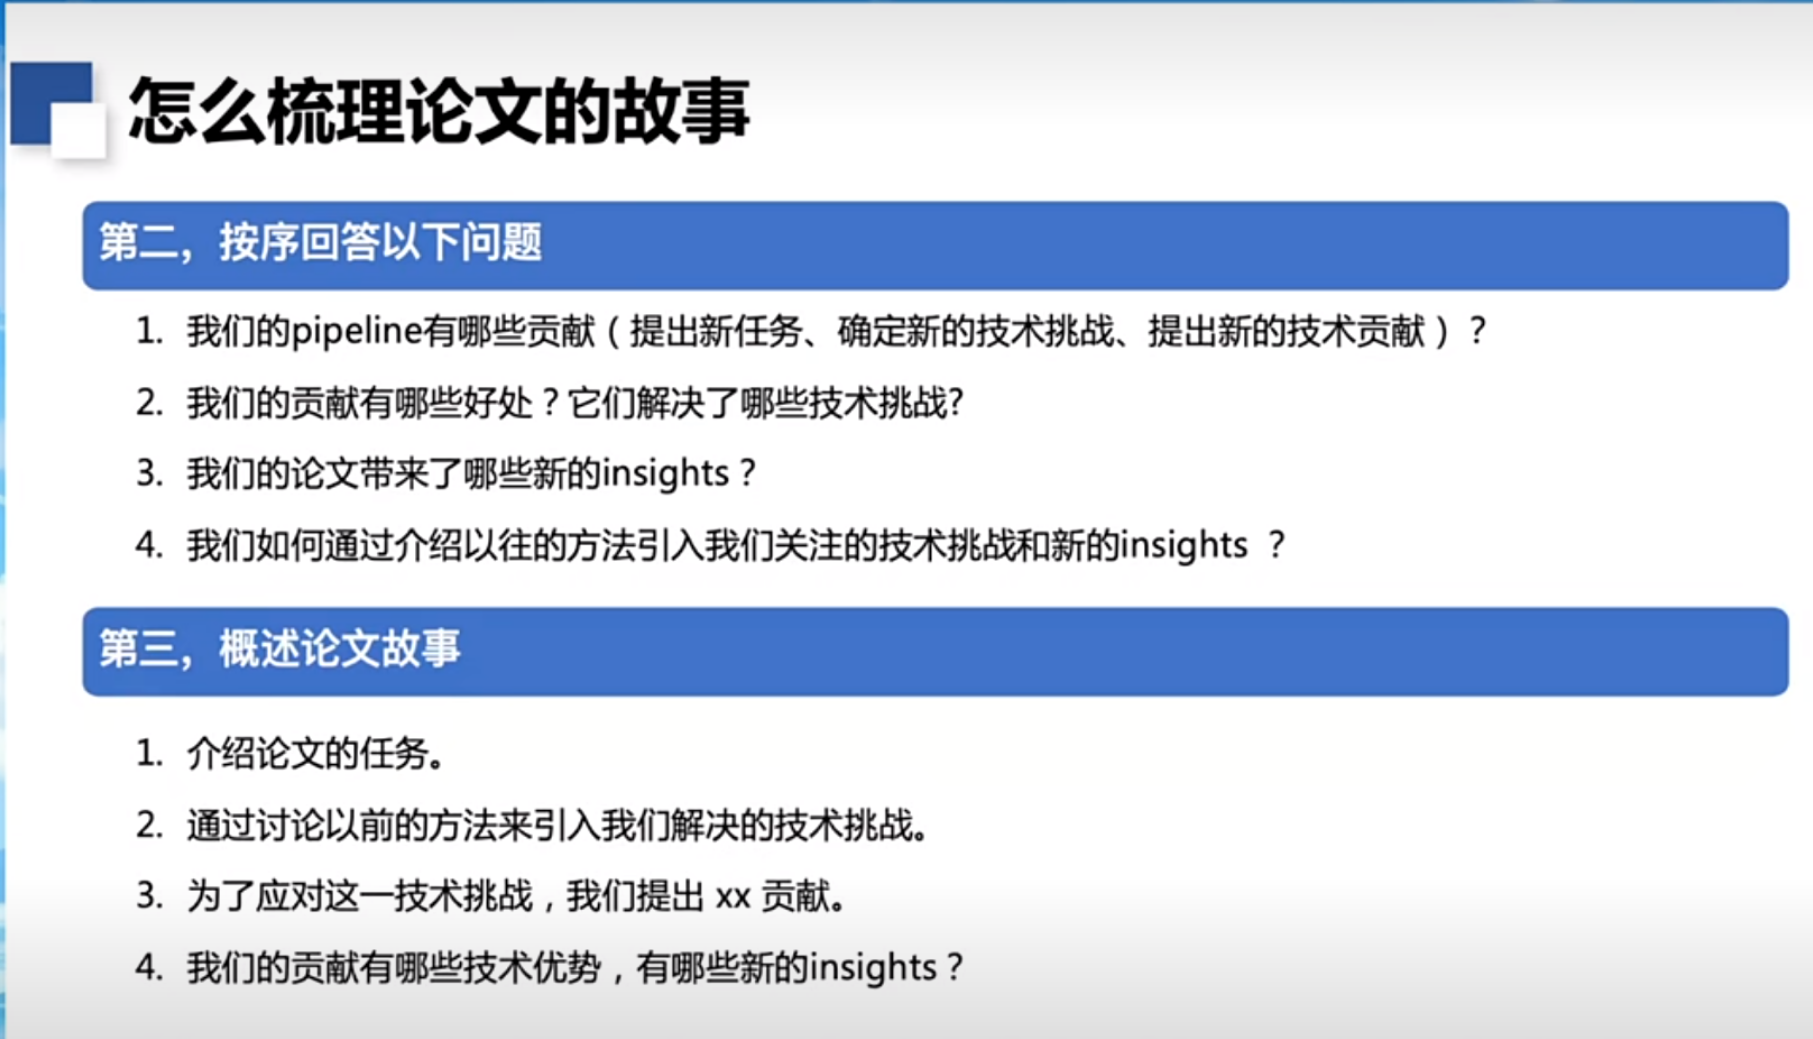 怎么梳理论文的故事
第二，按序回答以下问题
1. 我们的pipeline有哪些贡献（提出新任务、确定新的技术挑战、提出新的技术贡献）？
2. 我们的贡献有哪些好处？它们解决了哪些技术挑战?
3. 我们的论文带来了哪些新的insights？
4. 我们如何通过介绍以往的方法引入我们关注的技术挑战和新的insights ？
第三，概述论文故事
1. 介绍论文的任务。
2. 通过讨论以前的方法来引入我们解决的技术挑战。
3. 为了应对这一技术挑战，我们提出 xx 贡献。
4. 我们的贡献有哪些技术优势，有哪些新的insights？